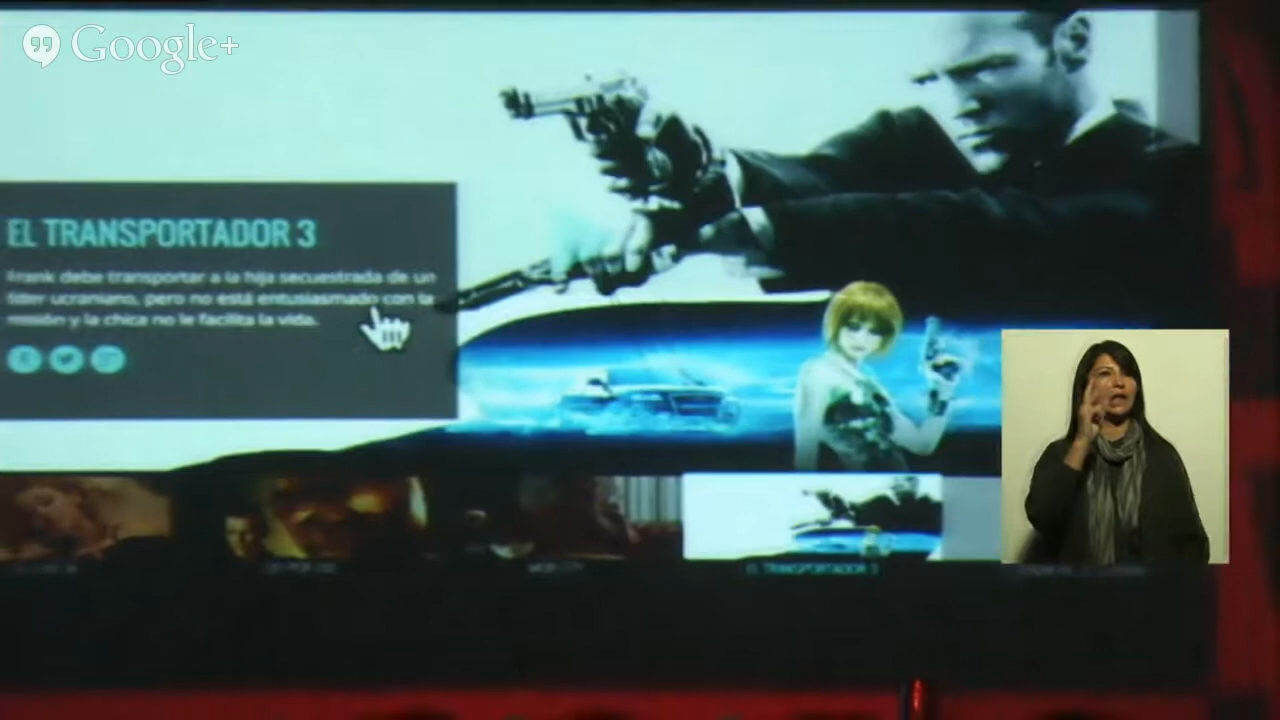 Google+
EL TRANSPORTADOR 3
Frank debe transportar a la hija secuestrada de un
líder ucraniano, pero no está entusiasmado con la
misión y la chica no le facilita la vida.
EL TRANSPORTADOR 3